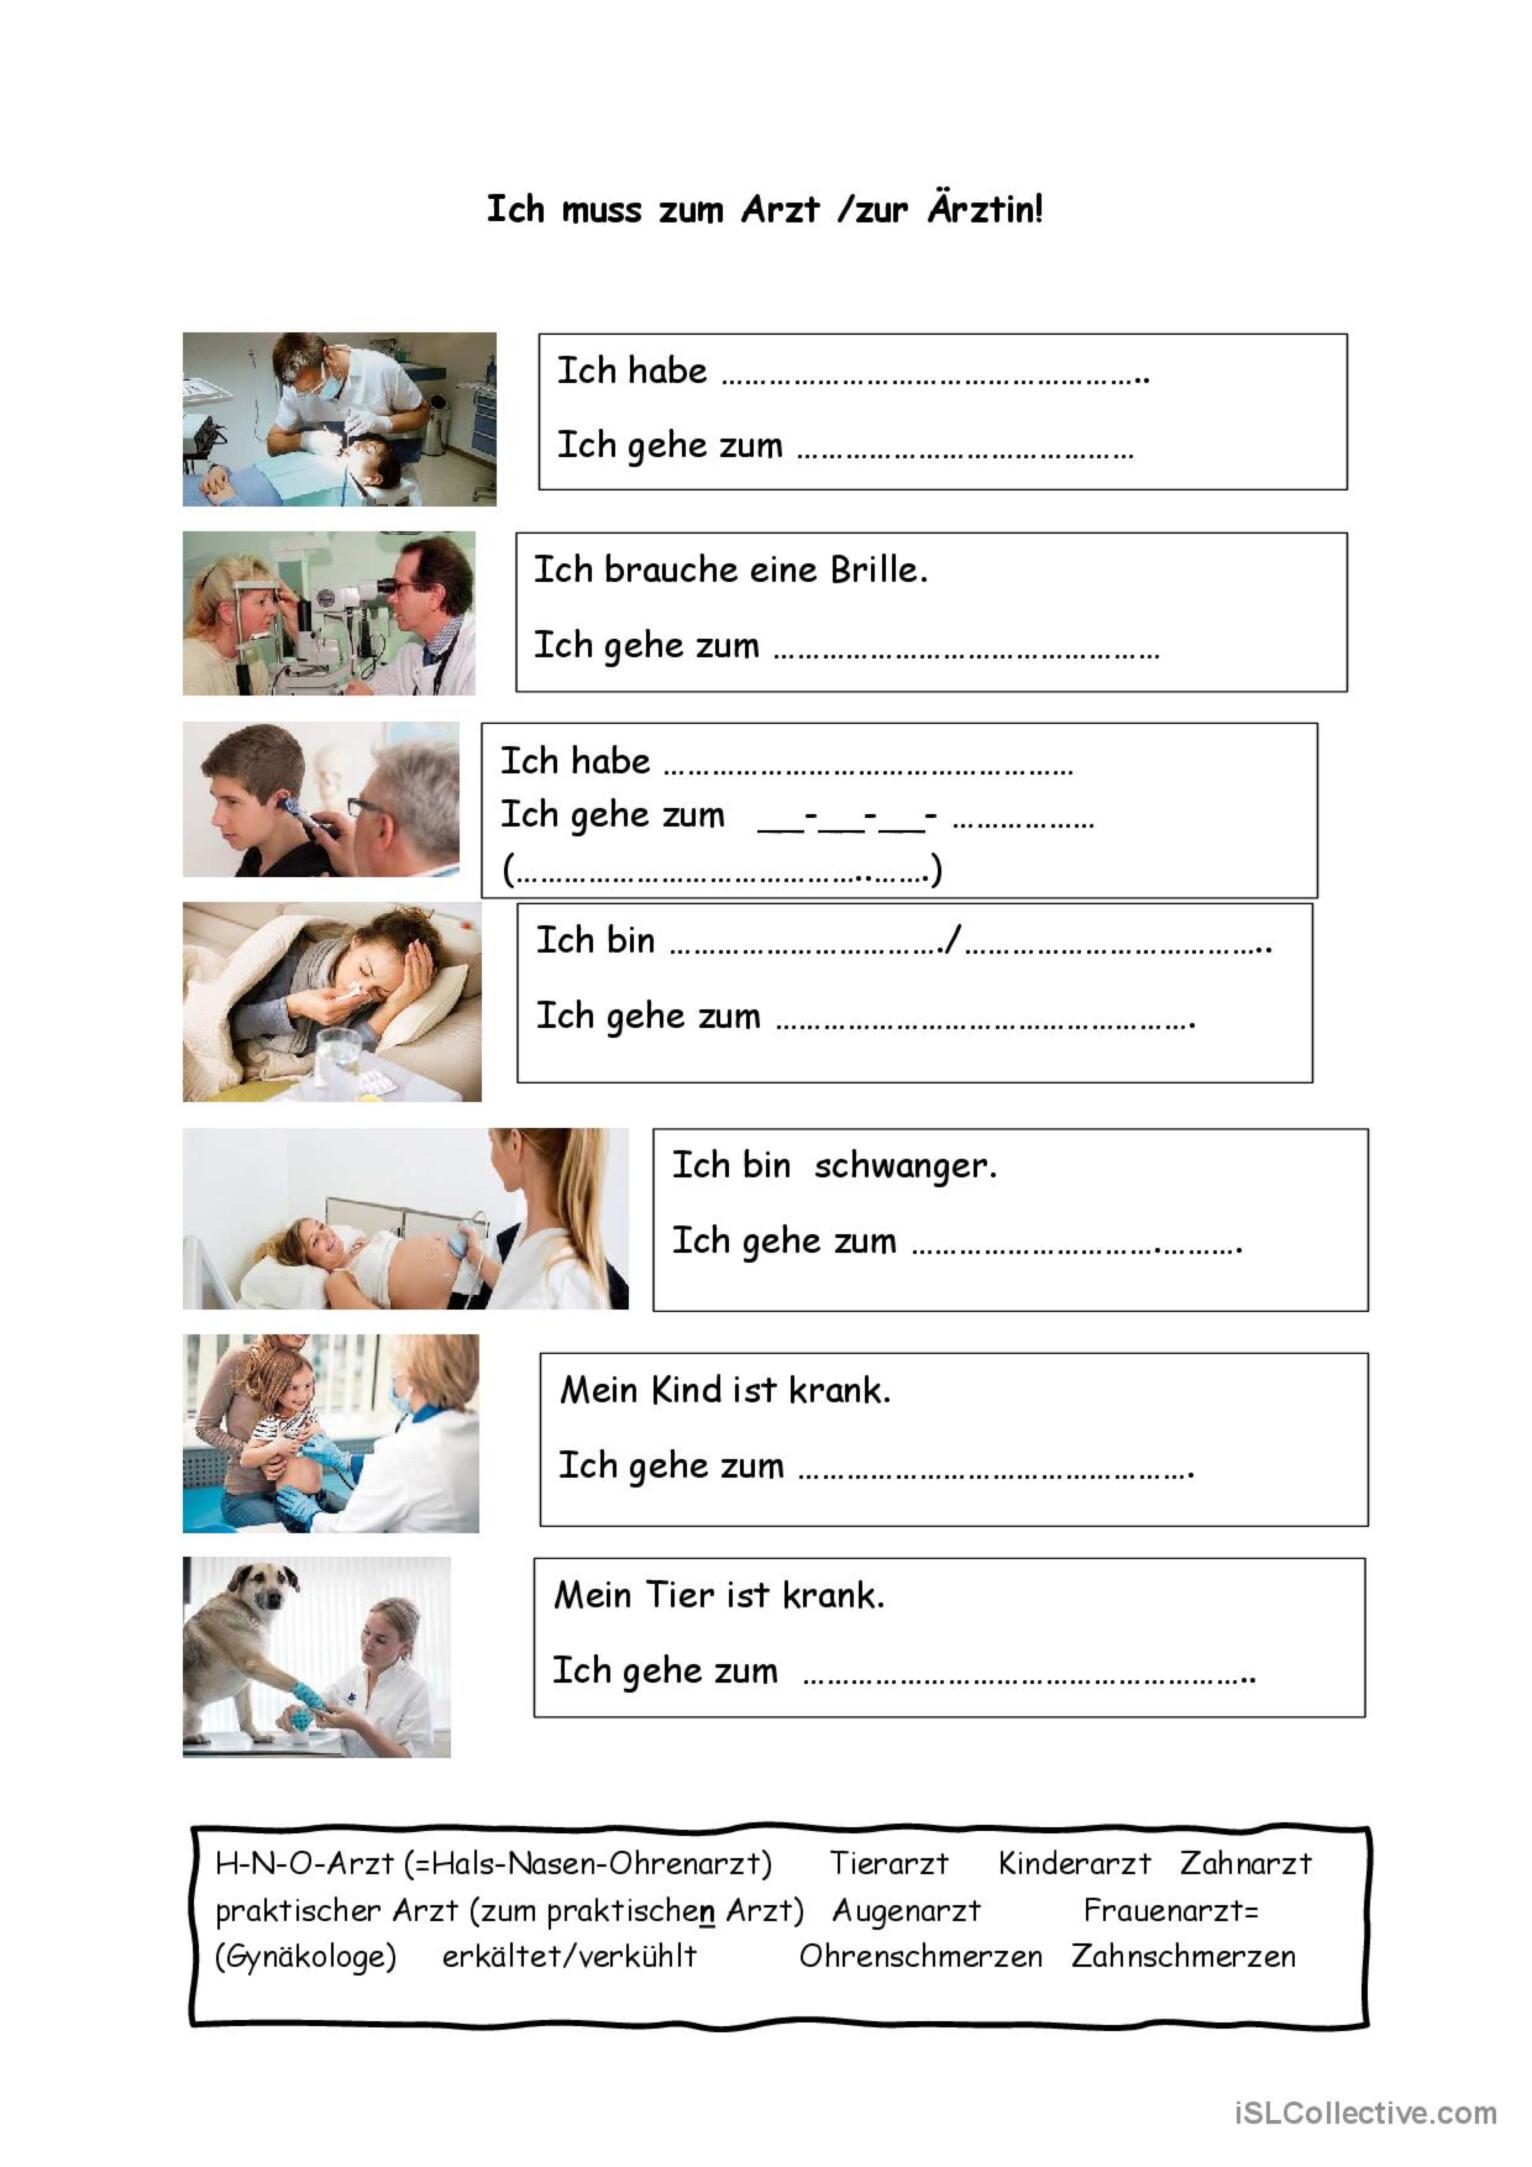 Ich muss zum Arzt /zur Ärztin!
Ich habe ……………………………………………..
Ich gehe zum ……………………………………
Ich brauche eine Brille.
Ich gehe zum …………………………………………
Ich habe ……………………………………………
Ich gehe zum __-__-__- ………………
(……………………………………..…….)
Ich bin ……………………………./………………………………..
Ich gehe zum …………………………………………….
Ich bin schwanger.
Ich gehe zum ………………………….……….
Mein Kind ist krank.
Ich gehe zum ………………………………………….
Mein Tier ist krank.
Ich gehe zum ………………………………………………..
H-N-O-Arzt (=Hals-Nasen-Ohrenarzt) Tierarzt Kinderarzt Zahnarzt
praktischer Arzt (zum praktischen Arzt) Augenarzt Frauenarzt=
(Gynäkologe) erkältet/verkühlt Ohrenschmerzen Zahnschmerzen
iSLCollective.com